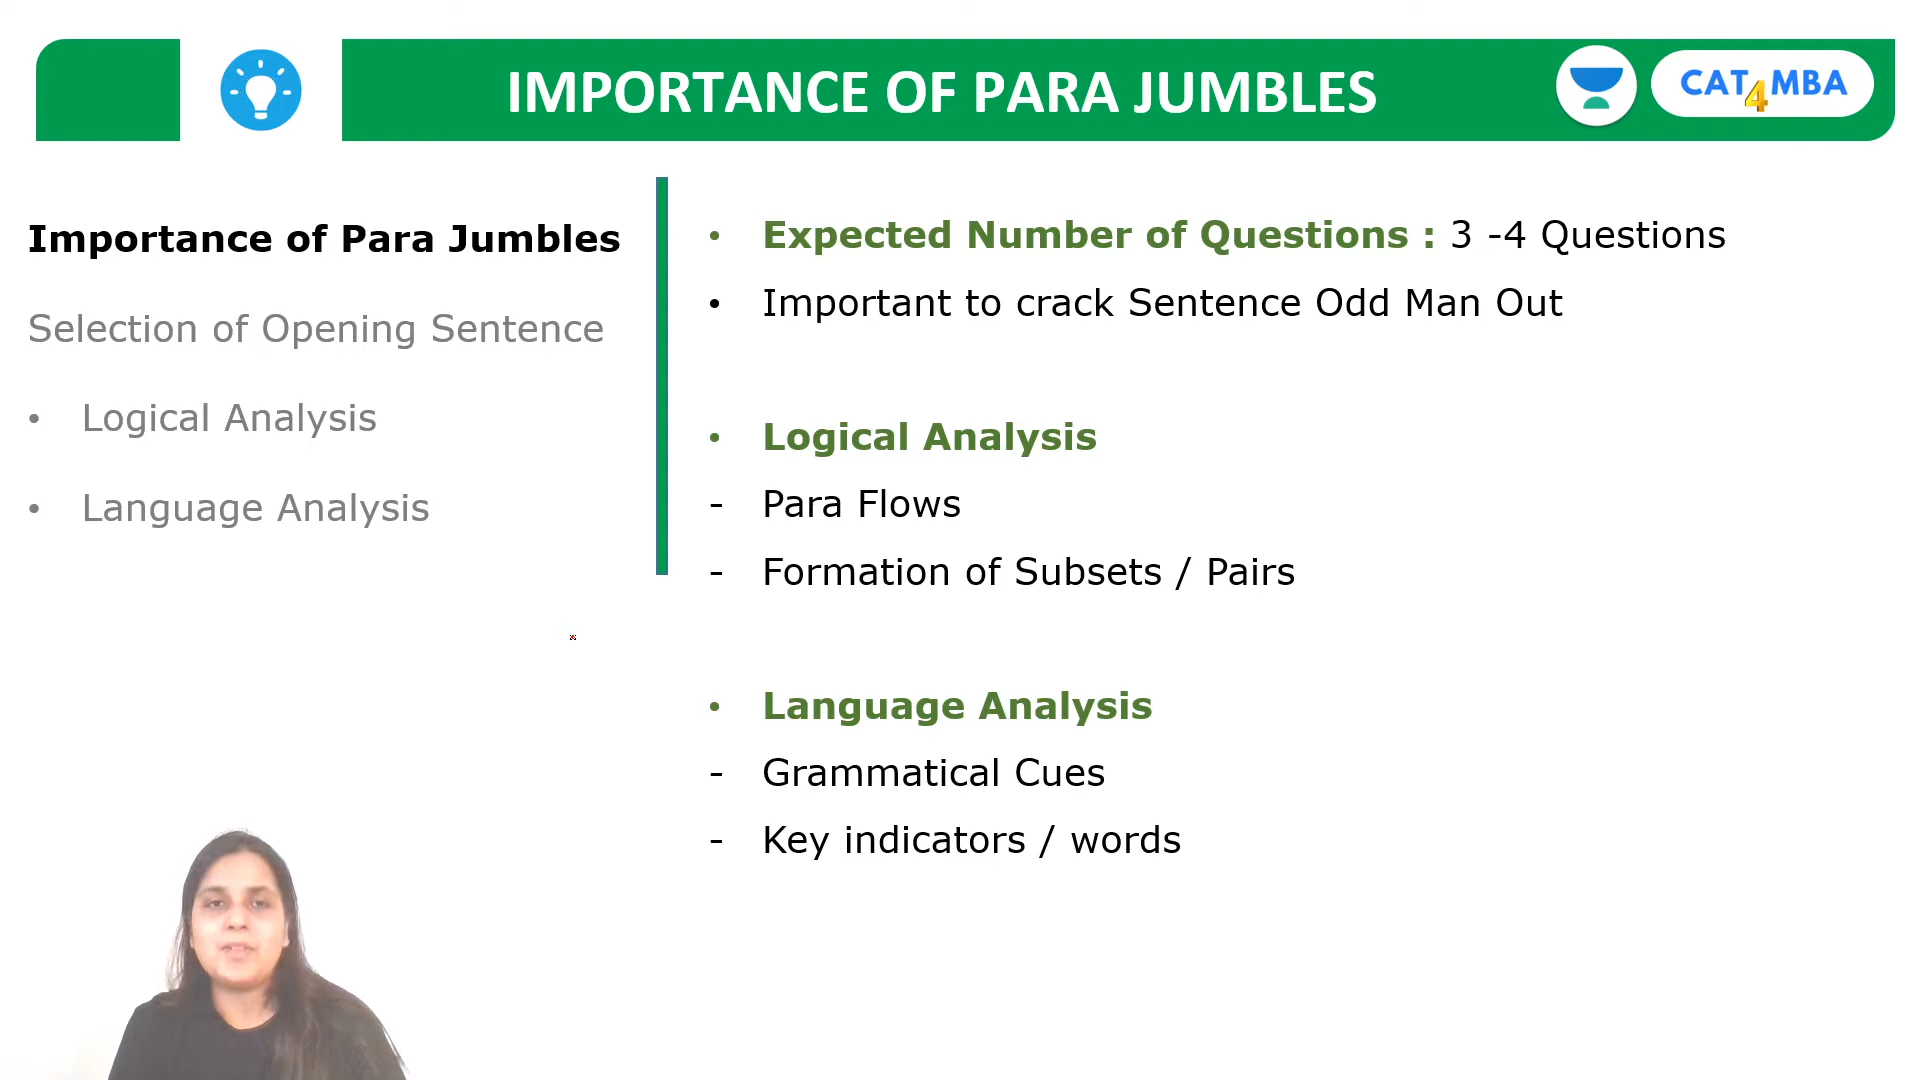 IMPORTANCE OF PARA JUMBLES
CAT4MBA
Importance of Para Jumbles
Selection of Opening Sentence
• Logical Analysis
• Language Analysis
• Expected Number of Questions : 3 -4 Questions
• Important to crack Sentence Odd Man Out
• Logical Analysis
- Para Flows
- Formation of Subsets / Pairs
• Language Analysis
- Grammatical Cues
- Key indicators / words